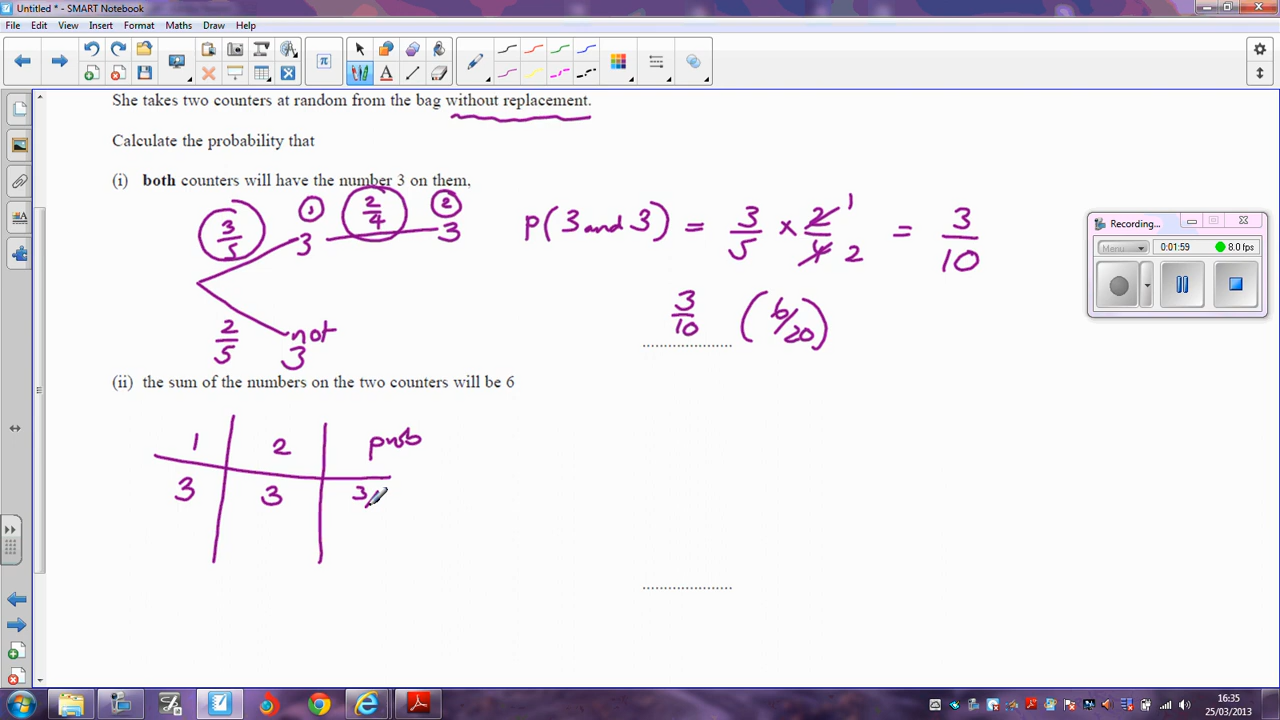 Untitled * - SMART Notebook
File Edit View Insert Format Maths Draw Help
She takes two counters at random from the bag without replacement.
Calculate the probability that
(i) both counters will have the number 3 on them,
3/5 3 ① 2/4 3 ②
2/5 not 3
P(3 and 3) = 3/5 × 2/4 1 2 = 3/10
3/10 (6/20)
(ii) the sum of the numbers on the two counters will be 6
1 2 prob
3 3 3
Recording...
Menu 0:01:59 8.0 fps
16:35
25/03/2013